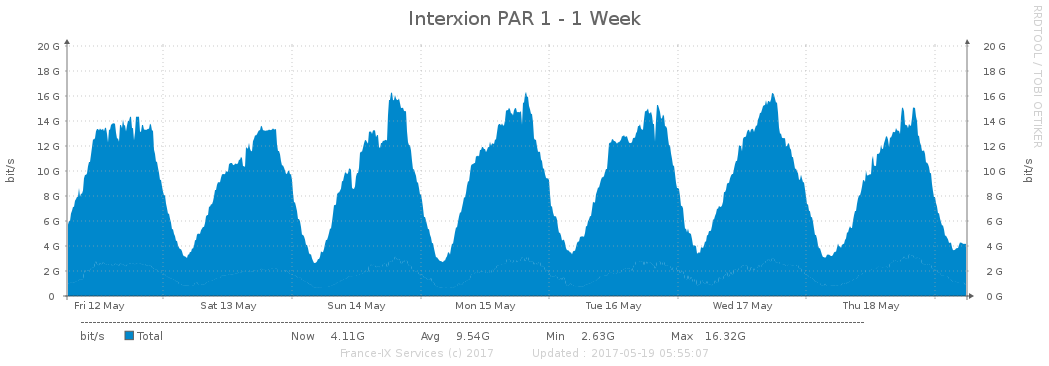 Interxion PAR 1 - 1 Week
RRDTOOL / TOBI OETIKER
20 G 20 G
18 G 18 G
16 G 16 G
14 G 14 G
12 G 12 G
10 G 10 G
8 G 8 G
6 G 6 G
4 G 4 G
2 G 2 G
0 0 G
bit/s bit/s
Fri 12 May Sat 13 May Sun 14 May Mon 15 May Tue 16 May Wed 17 May Thu 18 May
bit/s Total Now 4.11G Avg 9.54G Min 2.63G Max 16.32G
France-IX Services (c) 2017 Updated : 2017-05-19 05:55:07